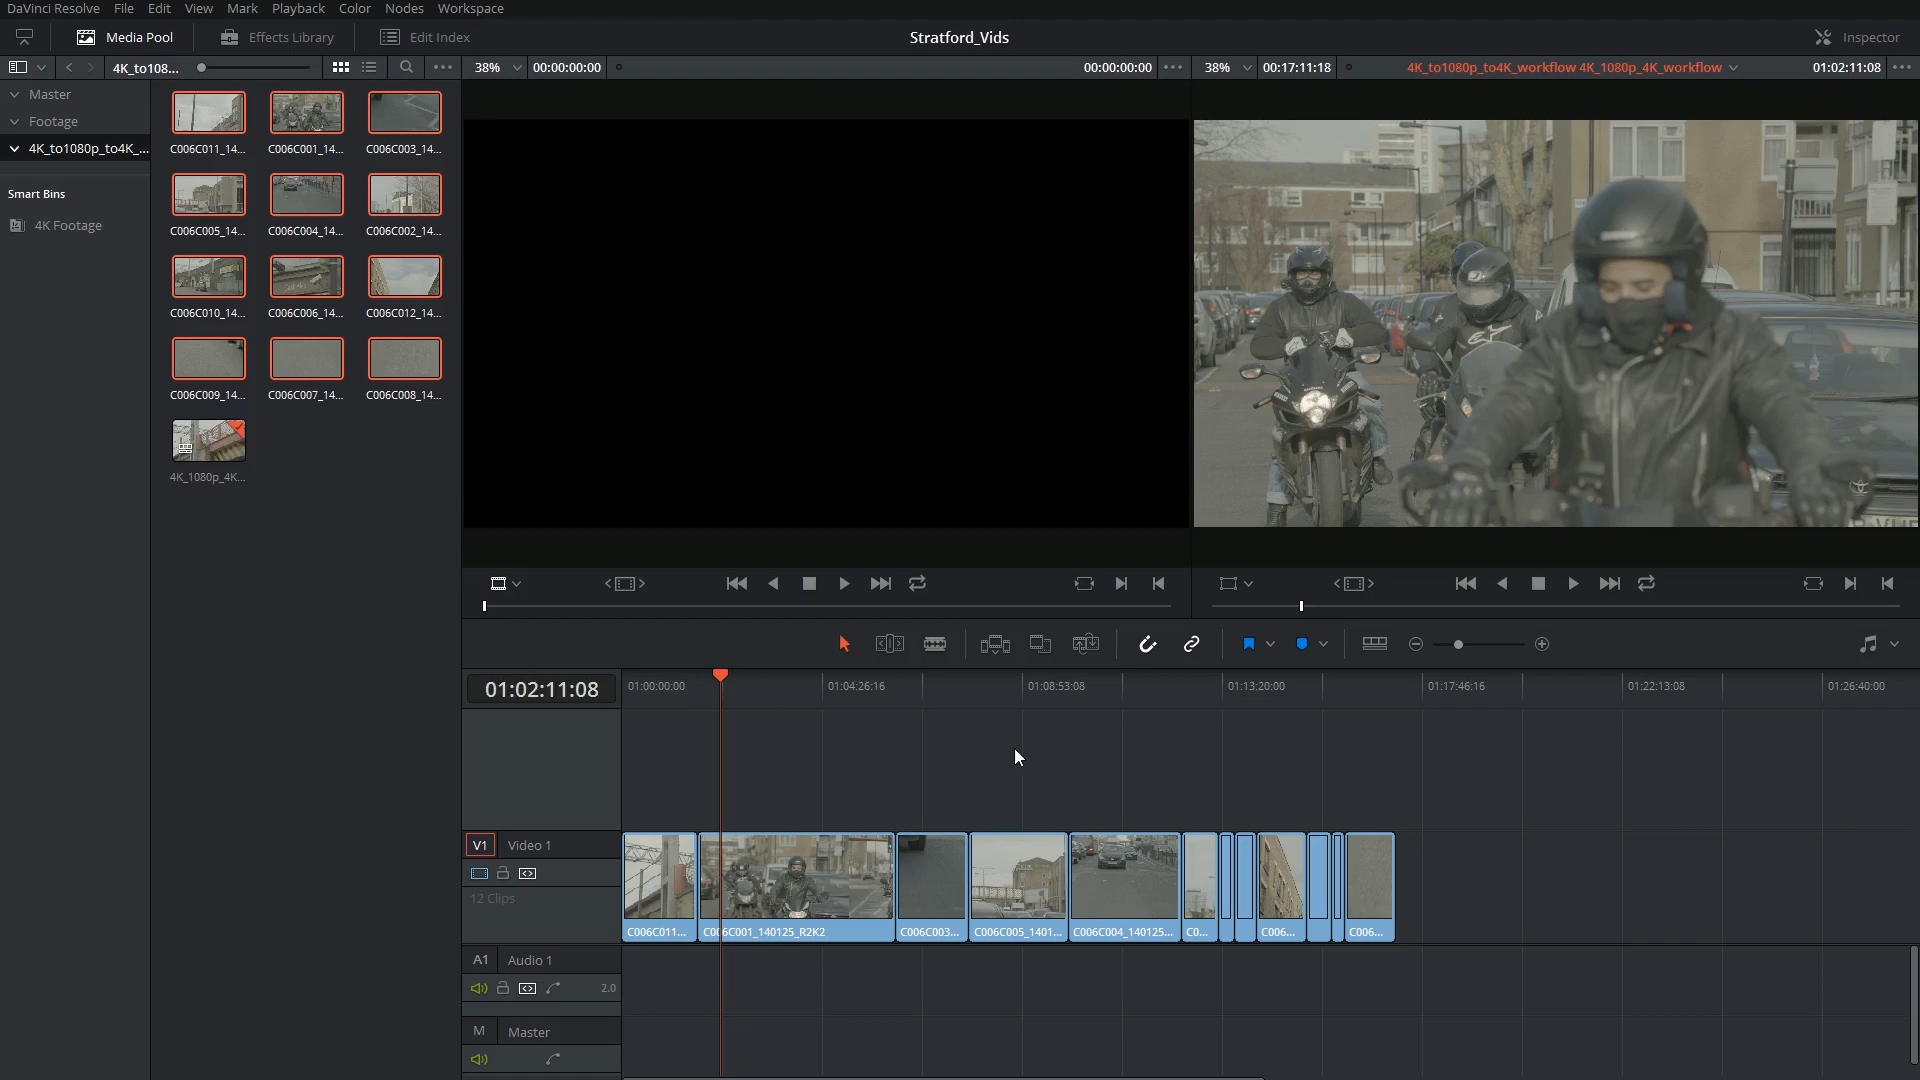 DaVinci Resolve File Edit View Mark Playback Color Nodes Workspace
Media Pool Effects Library Edit Index Stratford_Vids Inspector
4K_to108... 38% 00:00:00:00 00:00:00:00 38% 00:17:11:18 4K_to1080p_to4K_workflow 4K_1080p_4K_workflow 01:02:11:08
Master
Footage
4K_to1080p_to4K_...
Smart Bins
4K Footage
C006C011_14... C006C001_14... C006C003_14...
C006C005_14... C006C004_14... C006C002_14...
C006C010_14... C006C006_14... C006C012_14...
C006C009_14... C006C007_14... C006C008_14...
4K_1080p_4K...
01:02:11:08 01:00:00:00 01:04:26:16 01:08:53:08 01:13:20:00 01:17:46:16 01:22:13:08 01:26:40:00
V1 Video 1
12 Clips
C006C011... C006C001_140125_R2K2 C006C003... C006C005_1401... C006C004_140125... C0... C006... C006...
A1 Audio 1
2.0
M Master